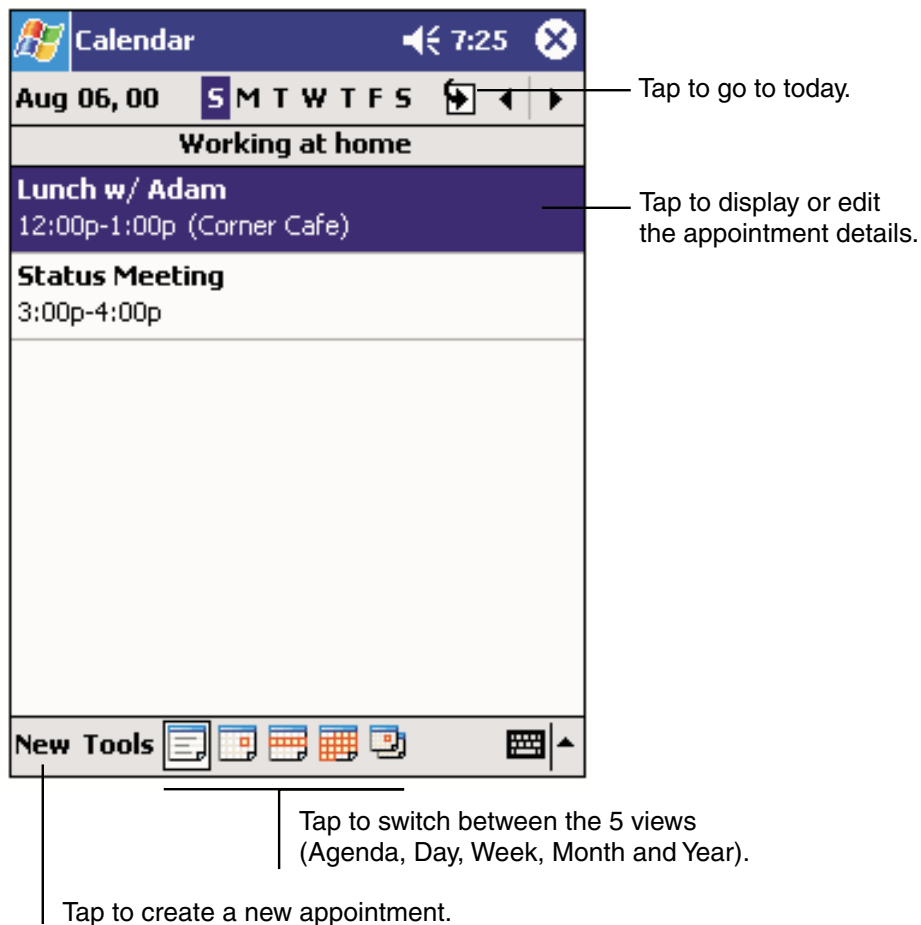 Calendar 7:25
Aug 06, 00 S M T W T F S
Tap to go to today.
Working at home
Lunch w/ Adam
12:00p-1:00p (Corner Cafe)
Tap to display or edit
the appointment details.
Status Meeting
3:00p-4:00p
New Tools
Tap to switch between the 5 views
(Agenda, Day, Week, Month and Year).
Tap to create a new appointment.